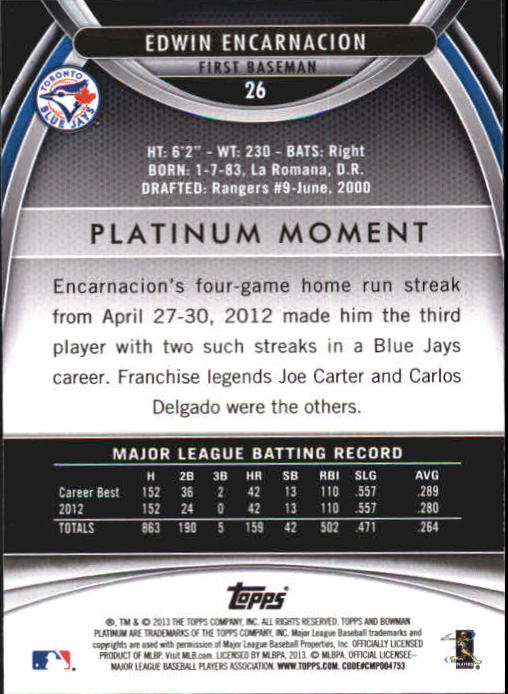 EDWIN ENCARNACION
FIRST BASEMAN
26
TORONTO
BLUE JAYS
HT: 6'2" - WT: 230 - BATS: Right
BORN: 1-7-83, La Romana, D.R.
DRAFTED: Rangers #9-June, 2000
PLATINUM MOMENT
Encarnacion's four-game home run streak
from April 27-30, 2012 made him the third
player with two such streaks in a Blue Jays
career. Franchise legends Joe Carter and Carlos
Delgado were the others.
MAJOR LEAGUE BATTING RECORD
H 2B 3B HR SB RBI SLG AVG
Career Best 152 36 2 42 13 110 .557 .289
2012 152 24 0 42 13 110 .557 .280
TOTALS 863 190 5 159 42 502 .471 .264
Topps
®, TM & © 2013 THE TOPPS COMPANY, INC. ALL RIGHTS RESERVED. TOPPS AND BOWMAN
PLATINUM ARE TRADEMARKS OF THE TOPPS COMPANY, INC. Major League Baseball trademarks and
copyrights are used with permission of Major League Baseball Properties, Inc. OFFICIALLY LICENSED
PRODUCT OF MLBP. Visit MLB.com. LICENSED BY MLBPA, 2013. © MLBPA. OFFICIAL LICENSEE–
MAJOR LEAGUE BASEBALL PLAYERS ASSOCIATION. WWW.TOPPS.COM. CODE#CMP004753